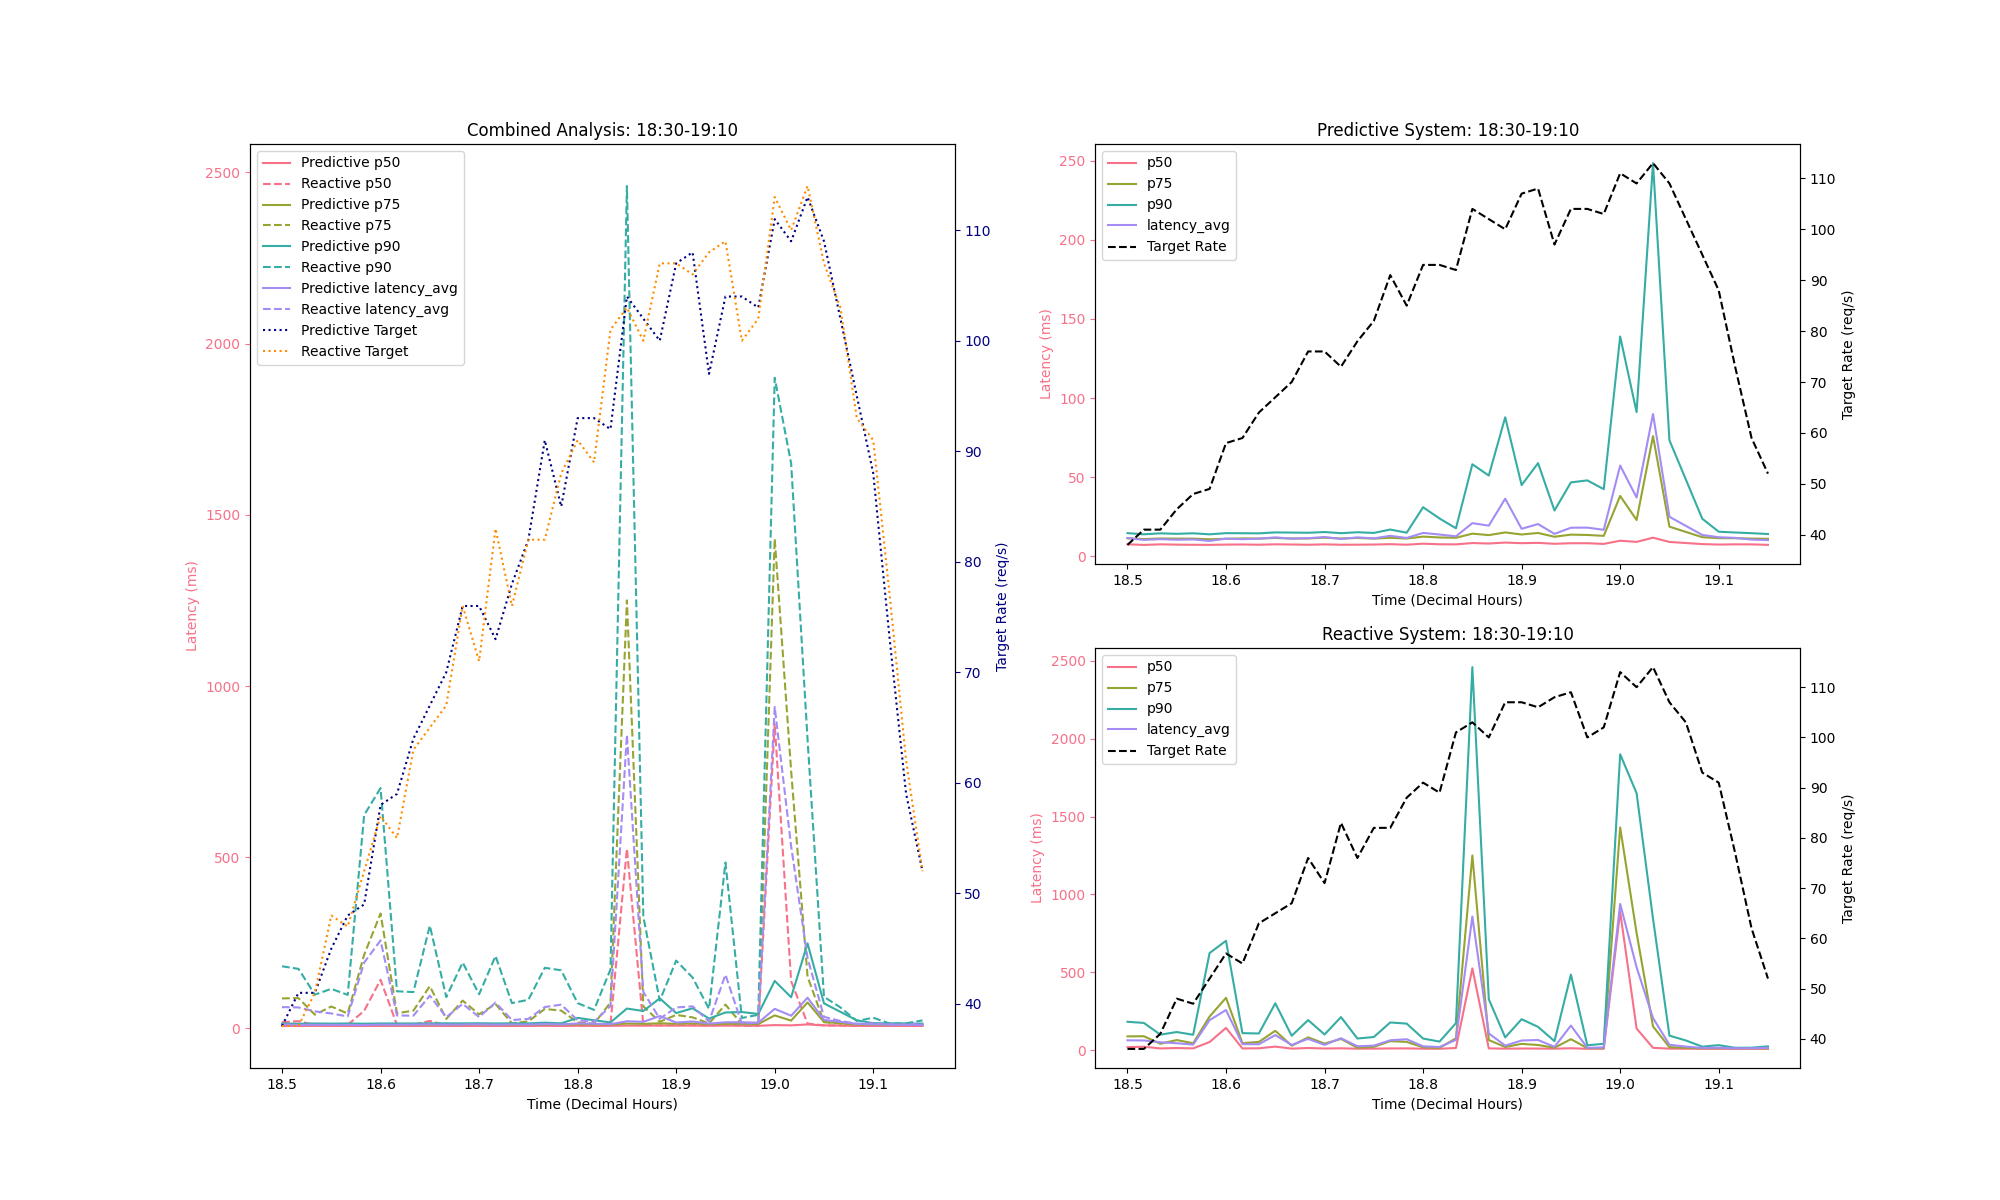 Combined Analysis: 18:30-19:10
Predictive p50
Reactive p50
Predictive p75
Reactive p75
Predictive p90
Reactive p90
Predictive latency_avg
Reactive latency_avg
Predictive Target
Reactive Target
2500
2000
1500
1000
500
0
Latency (ms)
110
100
90
80
70
60
50
40
Target Rate (req/s)
18.5 18.6 18.7 18.8 18.9 19.0 19.1
Time (Decimal Hours)
Predictive System: 18:30-19:10
p50
p75
p90
latency_avg
Target Rate
250
200
150
100
50
0
Latency (ms)
110
100
90
80
70
60
50
40
Target Rate (req/s)
18.5 18.6 18.7 18.8 18.9 19.0 19.1
Time (Decimal Hours)
Reactive System: 18:30-19:10
p50
p75
p90
latency_avg
Target Rate
2500
2000
1500
1000
500
0
Latency (ms)
110
100
90
80
70
60
50
40
Target Rate (req/s)
18.5 18.6 18.7 18.8 18.9 19.0 19.1
Time (Decimal Hours)